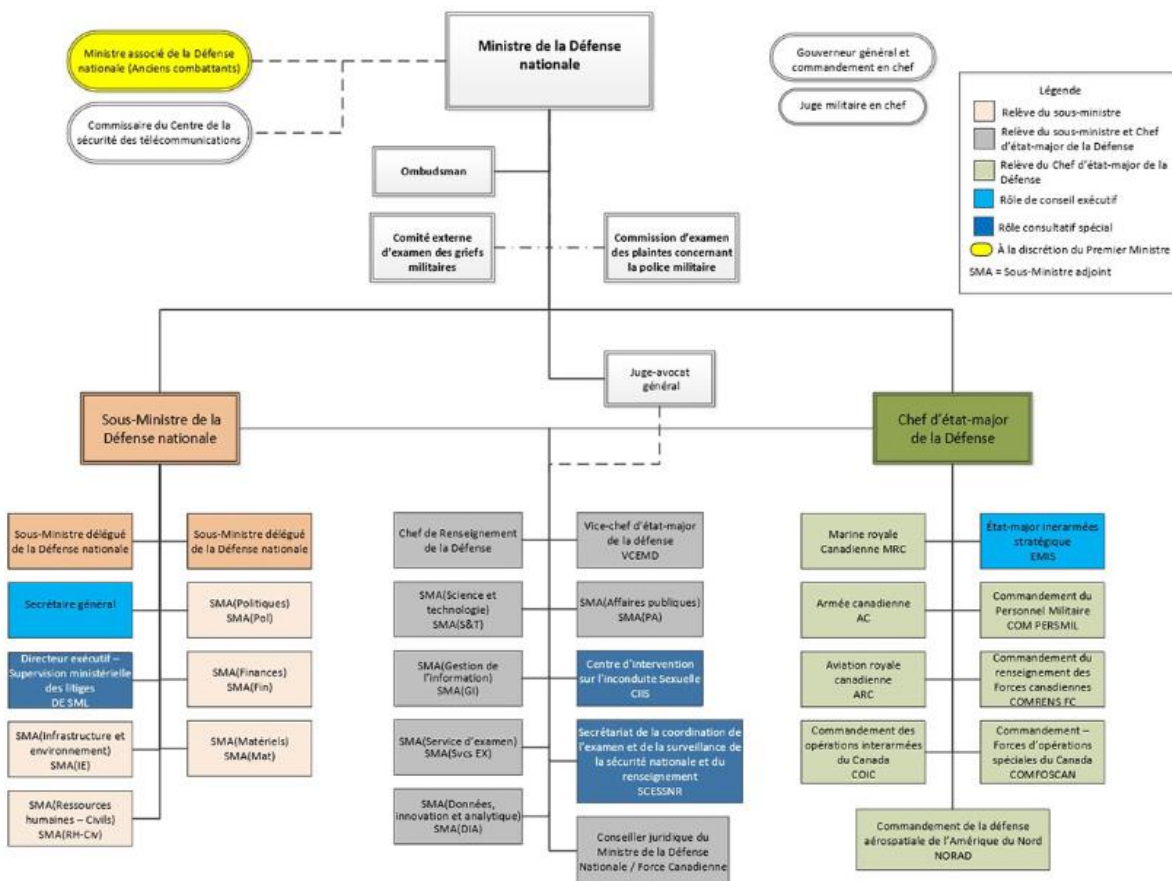 Ministre associé de la Défense
nationale (Anciens combattants)
Commissaire du Centre de la
sécurité des télécommunications
Ministre de la Défense
nationale
Gouverneur général et
commandement en chef
Juge militaire en chef
Légende
Relève du sous-ministre
Relève du sous-ministre et Chef
d'état-major de la Défense
Relève du Chef d'état-major de la
Défense
Rôle de conseil exécutif
Rôle consultatif spécial
À la discrétion du Premier Ministre
SMA = Sous-Ministre adjoint
Ombudsman
Comité externe
d'examen des griefs
militaires
Commission d'examen
des plaintes concernant
la police militaire
Juge-avocat
général
Sous-Ministre de la
Défense nationale
Chef d'état-major
de la Défense
Sous-Ministre délégué
de la Défense nationale
Sous-Ministre délégué
de la Défense nationale
Secrétaire général
SMA(Politiques)
SMA(Pol)
Directeur exécutif –
Supervision ministérielle
des litiges
DE SML
SMA(Finances)
SMA(Fin)
SMA(Infrastructure et
environnement)
SMA(IE)
SMA(Matériels)
SMA(Mat)
SMA(Ressources
humaines – Civils)
SMA(RH-Civ)
Chef de Renseignement
de la Défense
Vice-chef d'état-major
de la défense
VCEMD
SMA(Science et
technologie)
SMA(S&T)
SMA(Affaires publiques)
SMA(PA)
SMA(Gestion de
l'information)
SMA(GI)
Centre d'intervention
sur l'inconduite Sexuelle
CIIS
SMA(Service d'examen)
SMA(Svcs EX)
Secrétariat de la coordination de
l'examen et de la surveillance de
la sécurité nationale et du
renseignement
SCESSNR
SMA(Données,
innovation et analytique)
SMA(DIA)
Conseiller juridique du
Ministre de la Défense
Nationale / Force Canadienne
Marine royale
Canadienne MRC
État-major inerarmées
stratégique
EMIS
Armée canadienne
AC
Commandement du
Personnel Militaire
COM PERSMIL
Aviation royale
canadienne
ARC
Commandement du
renseignement des
Forces canadiennes
COMRENS FC
Commandement des
opérations interarmées
du Canada
COIC
Commandement –
Forces d'opérations
spéciales du Canada
COMFOSCAN
Commandement de la défense
aérospatiale de l'Amérique du Nord
NORAD